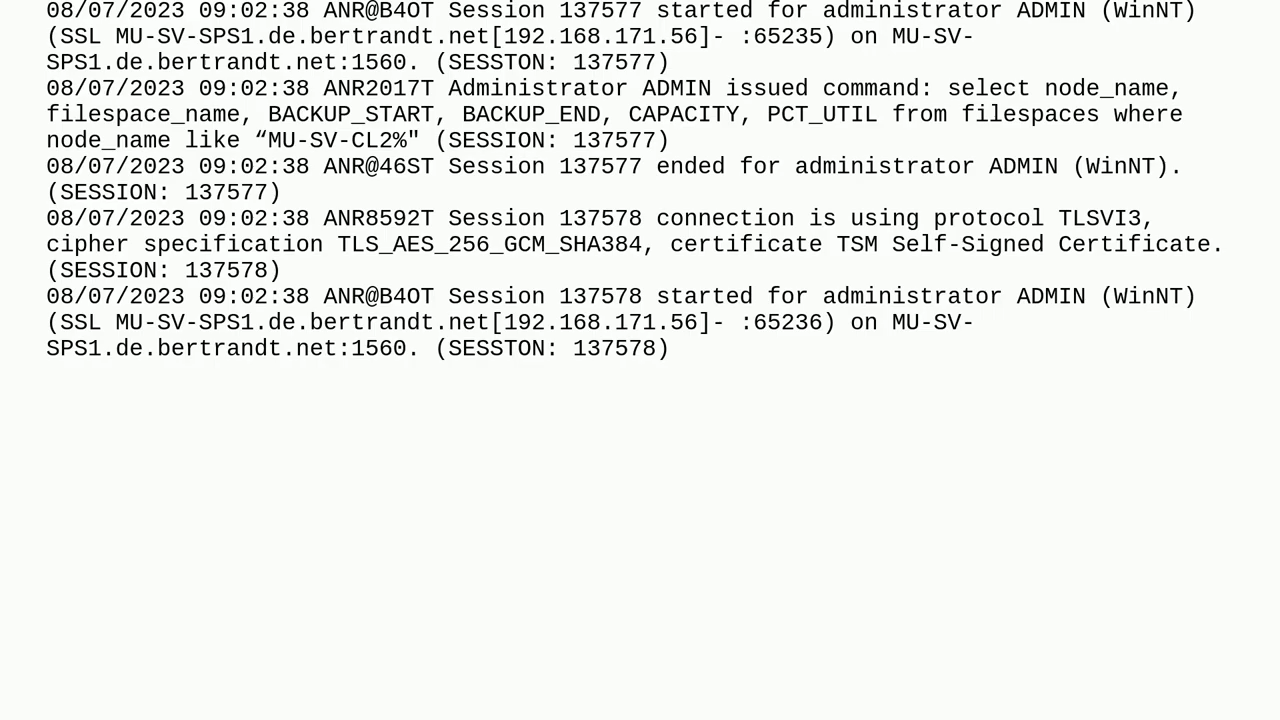 08/07/2023 09:02:38 ANR@B4OT Session 137577 started for administrator ADMIN (WinNT)
(SSL MU-SV-SPS1.de.bertrandt.net[192.168.171.56]- :65235) on MU-SV-
SPS1.de.bertrandt.net:1560. (SESSTON: 137577)
08/07/2023 09:02:38 ANR2017T Administrator ADMIN issued command: select node_name,
filespace_name, BACKUP_START, BACKUP_END, CAPACITY, PCT_UTIL from filespaces where
node_name like “MU-SV-CL2%" (SESSION: 137577)
08/07/2023 09:02:38 ANR@46ST Session 137577 ended for administrator ADMIN (WinNT).
(SESSION: 137577)
08/07/2023 09:02:38 ANR8592T Session 137578 connection is using protocol TLSVI3,
cipher specification TLS_AES_256_GCM_SHA384, certificate TSM Self-Signed Certificate.
(SESSION: 137578)
08/07/2023 09:02:38 ANR@B4OT Session 137578 started for administrator ADMIN (WinNT)
(SSL MU-SV-SPS1.de.bertrandt.net[192.168.171.56]- :65236) on MU-SV-
SPS1.de.bertrandt.net:1560. (SESSTON: 137578)